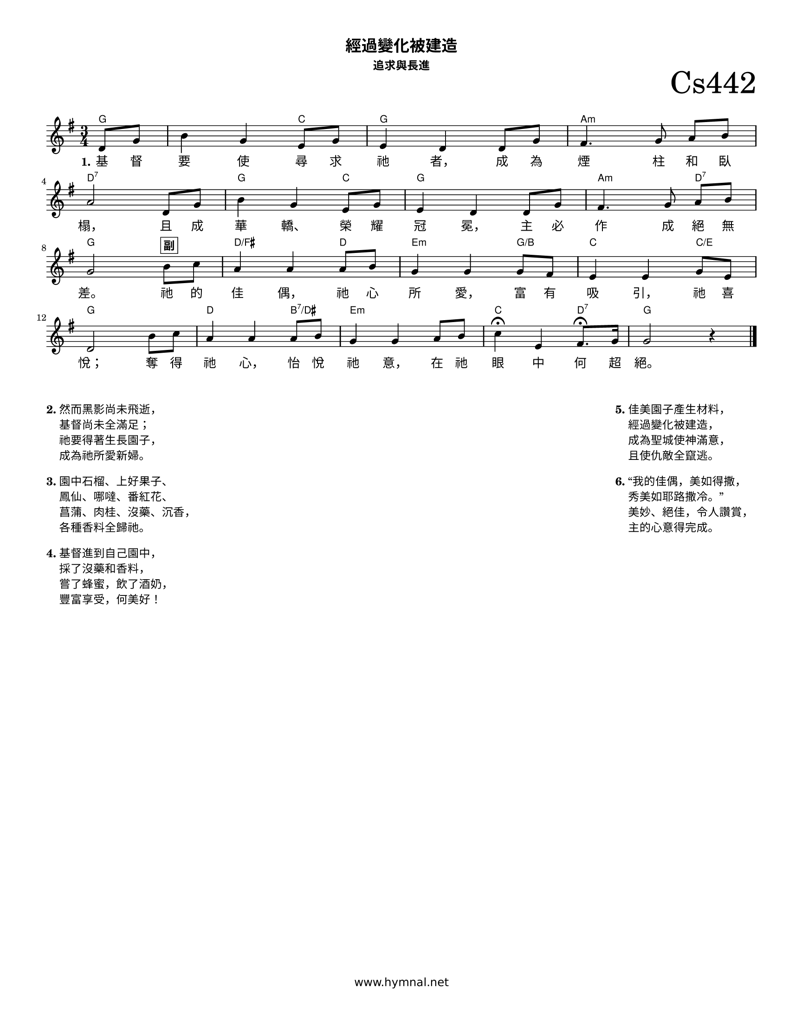 經過變化被建造
追求與長進
Cs442
G C G Am
1. 基 督 要 使 尋 求 祂 者， 成 為 煙 柱 和 臥
4 D7 G C G Am D7
榻， 且 成 華 轎、 榮 耀 冠 冕， 主 必 作 成 絕 無
8 G 副 D/F♯ D Em G/B C C/E
差。 祂 的 佳 偶， 祂 心 所 愛， 富 有 吸 引， 祂 喜
12 G D B7/D♯ Em C D7 G
悅； 奪 得 祂 心， 怡 悅 祂 意， 在 祂 眼 中 何 超 絕。
2. 然而黑影尚未飛逝，
基督尚未全滿足；
祂要得著生長園子，
成為祂所愛新婦。
3. 園中石榴、上好果子、
鳳仙、哪噠、番紅花、
菖蒲、肉桂、沒藥、沉香，
各種香料全歸祂。
4. 基督進到自己園中，
採了沒藥和香料，
嘗了蜂蜜，飲了酒奶，
豐富享受，何美好！
5. 佳美園子產生材料，
經過變化被建造，
成為聖城使神滿意，
且使仇敵全竄逃。
6. “我的佳偶，美如得撒，
秀美如耶路撒冷。”
美妙、絕佳，令人讚賞，
主的心意得完成。
www.hymnal.net